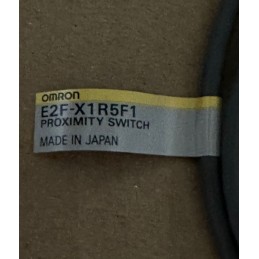 OMRON
E2F-X1R5F1
PROXIMITY SWITCH
MADE IN JAPAN